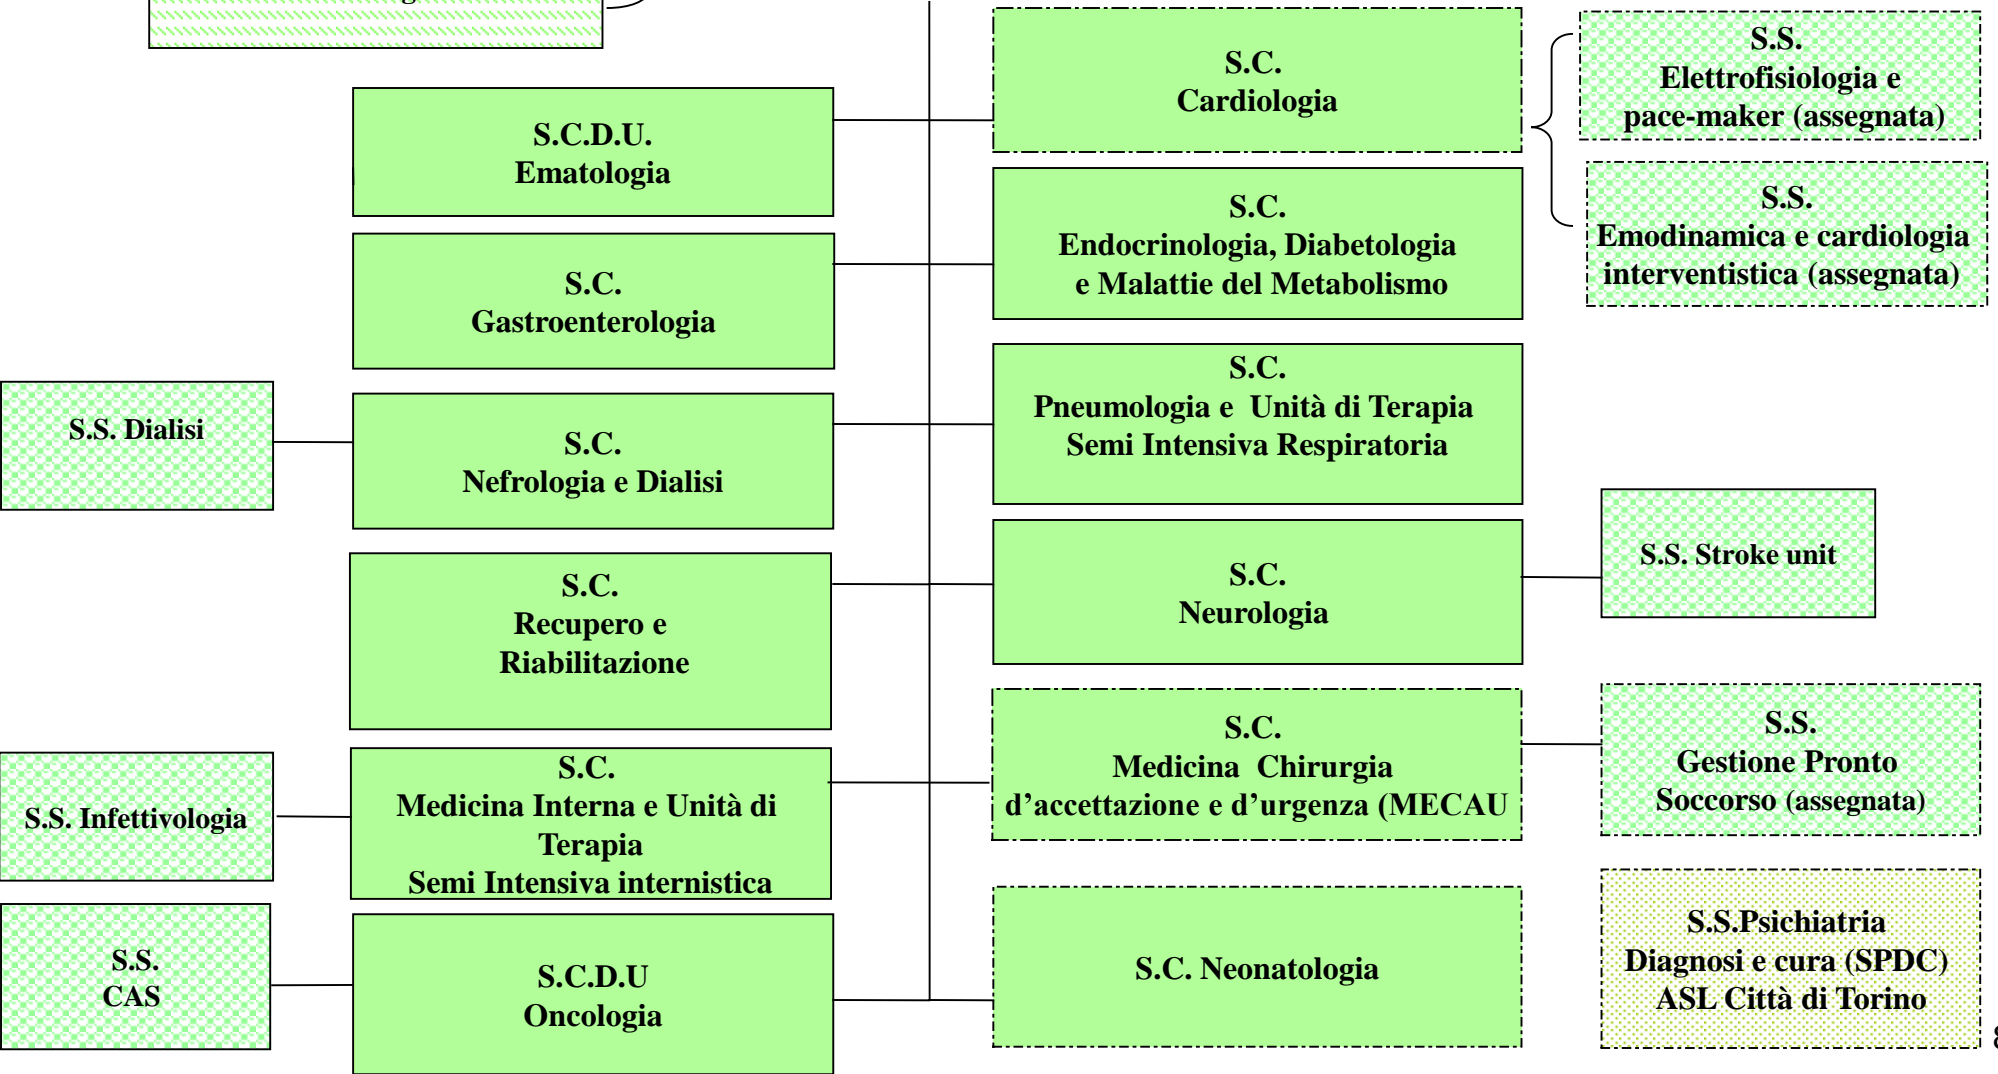 S.C.D.U.
Ematologia
S.C.
Gastroenterologia
S.S. Dialisi
S.C.
Nefrologia e Dialisi
S.C.
Recupero e
Riabilitazione
S.S. Infettivologia
S.C.
Medicina Interna e Unità di
Terapia
Semi Intensiva internistica
S.S.
CAS
S.C.D.U
Oncologia
S.C.
Cardiologia
S.S.
Elettrofisiologia e
pace-maker (assegnata)
S.S.
Emodinamica e cardiologia
interventistica (assegnata)
S.C.
Endocrinologia, Diabetologia
e Malattie del Metabolismo
S.C.
Pneumologia e  Unità di Terapia
Semi Intensiva Respiratoria
S.C.
Neurologia
S.S. Stroke unit
S.C.
Medicina  Chirurgia
d’accettazione e d’urgenza (MECAU
S.S.
Gestione Pronto
Soccorso (assegnata)
S.C. Neonatologia
S.S.Psichiatria
Diagnosi e cura (SPDC)
ASL Città di Torino